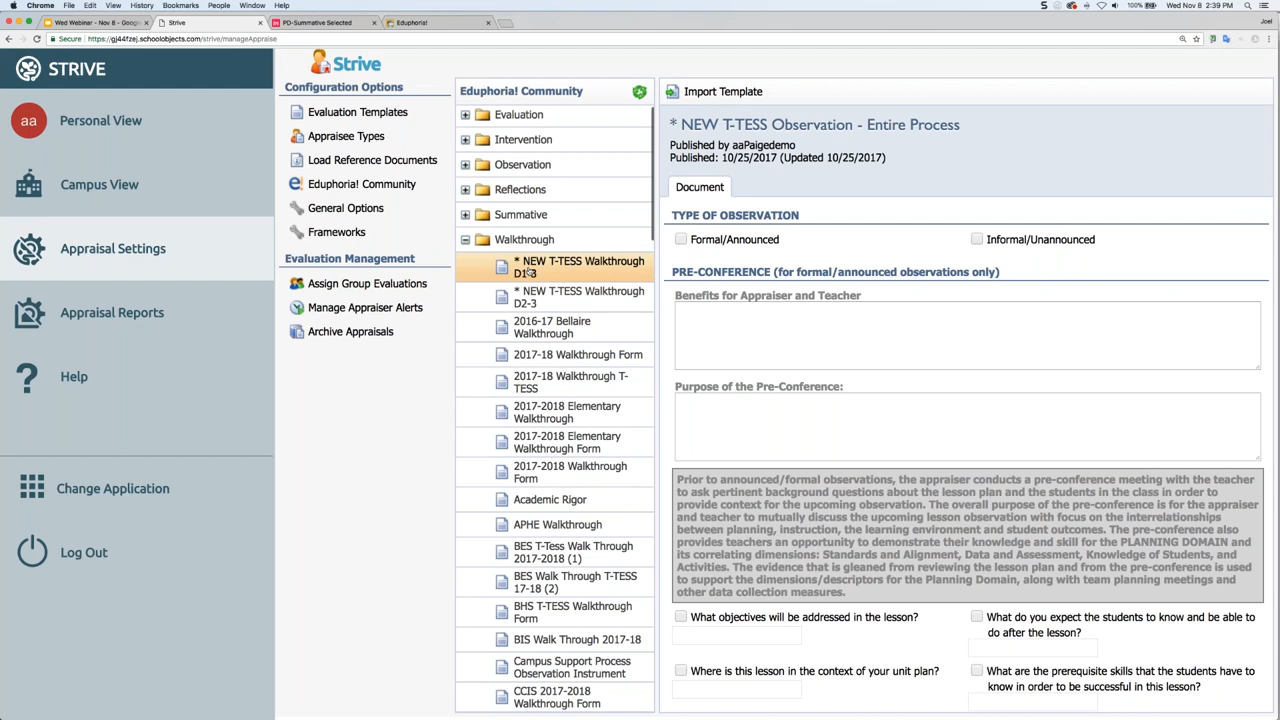 Chrome File Edit View History Bookmarks People Window Help
100% Wed Nov 8 2:39 PM
Wed Webinar - Nov 8 - Google
Strive
PD-Summative Selected
Eduphoria!
Joel
Secure https://gj44fzej.schoolobjects.com/strive/manageAppraise
STRIVE
aa Personal View
Campus View
Appraisal Settings
Appraisal Reports
? Help
Change Application
Log Out
Strive
Configuration Options
Evaluation Templates
Appraisee Types
Load Reference Documents
e! Eduphoria! Community
General Options
Frameworks
Evaluation Management
Assign Group Evaluations
Manage Appraiser Alerts
Archive Appraisals
Eduphoria! Community
Evaluation
Intervention
Observation
Reflections
Summative
Walkthrough
* NEW T-TESS Walkthrough
D1-3
* NEW T-TESS Walkthrough
D2-3
2016-17 Bellaire
Walkthrough
2017-18 Walkthrough Form
2017-18 Walkthrough T-
TESS
2017-2018 Elementary
Walkthrough
2017-2018 Elementary
Walkthrough Form
2017-2018 Walkthrough
Form
Academic Rigor
APHE Walkthrough
BES T-Tess Walk Through
2017-2018 (1)
BES Walk Through T-TESS
17-18 (2)
BHS T-TESS Walkthrough
Form
BIS Walk Through 2017-18
Campus Support Process
Observation Instrument
CCIS 2017-2018
Walkthrough Form
Import Template
* NEW T-TESS Observation - Entire Process
Published by aaPaigedemo
Published: 10/25/2017 (Updated 10/25/2017)
Document
TYPE OF OBSERVATION
Formal/Announced
Informal/Unannounced
PRE-CONFERENCE (for formal/announced observations only)
Benefits for Appraiser and Teacher
Purpose of the Pre-Conference:
Prior to announced/formal observations, the appraiser conducts a pre-conference meeting with the teacher
to ask pertinent background questions about the lesson plan and the students in the class in order to
provide context for the upcoming observation. The overall purpose of the pre-conference is for the appraiser
and teacher to mutually discuss the upcoming lesson observation with focus on the interrelationships
between planning, instruction, the learning environment and student outcomes. The pre-conference also
provides teachers an opportunity to demonstrate their knowledge and skill for the PLANNING DOMAIN and
its correlating dimensions: Standards and Alignment, Data and Assessment, Knowledge of Students, and
Activities. The evidence that is gleaned from reviewing the lesson plan and from the pre-conference is used
to support the dimensions/descriptors for the Planning Domain, along with team planning meetings and
other data collection measures.
What objectives will be addressed in the lesson?
What do you expect the students to know and be able to
do after the lesson?
Where is this lesson in the context of your unit plan?
What are the prerequisite skills that the students have to
know in order to be successful in this lesson?